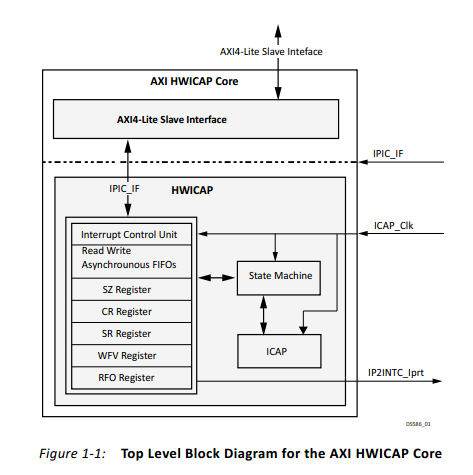 AXI4-Lite Slave Inteface
AXI HWICAP Core
AXI4-Lite Slave Interface
IPIC_IF
IPIC_IF
HWICAP
ICAP_Clk
Interrupt Control Unit
Read Write
Asynchrounous FIFOs
State Machine
SZ Register
CR Register
SR Register
ICAP
WFV Register
RFO Register
IP2INTC_Iprt
DS586_01
Figure 1-1: Top Level Block Diagram for the AXI HWICAP Core